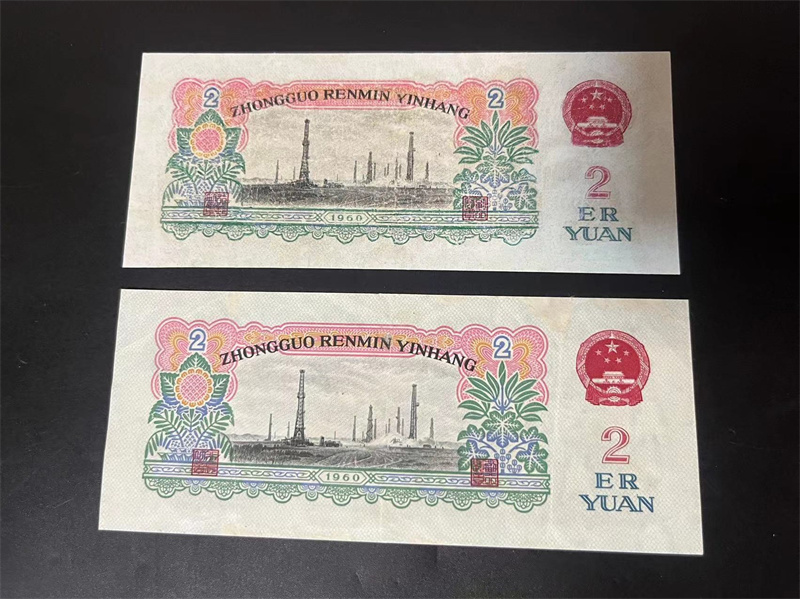 2 ZHONGGUO RENMIN YINHANG 2
1960
2
ER
YUAN
2 ZHONGGUO RENMIN YINHANG 2
1960
2
ER
YUAN